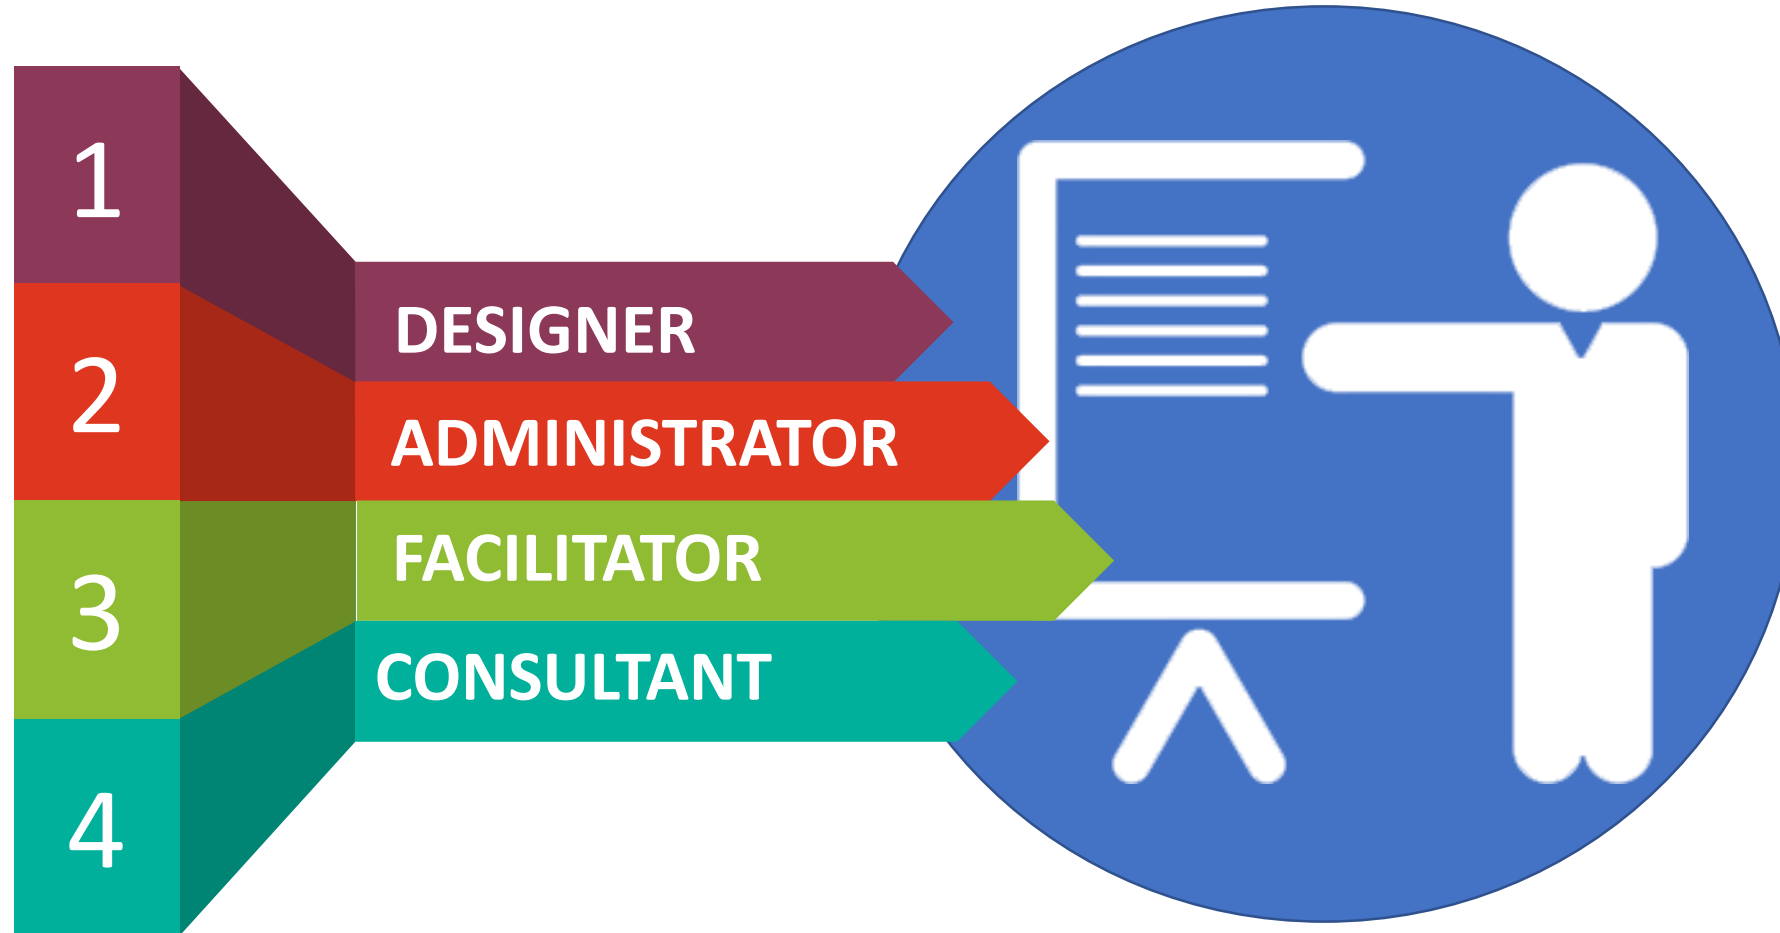 1
DESIGNER
2
ADMINISTRATOR
3
FACILITATOR
4
CONSULTANT